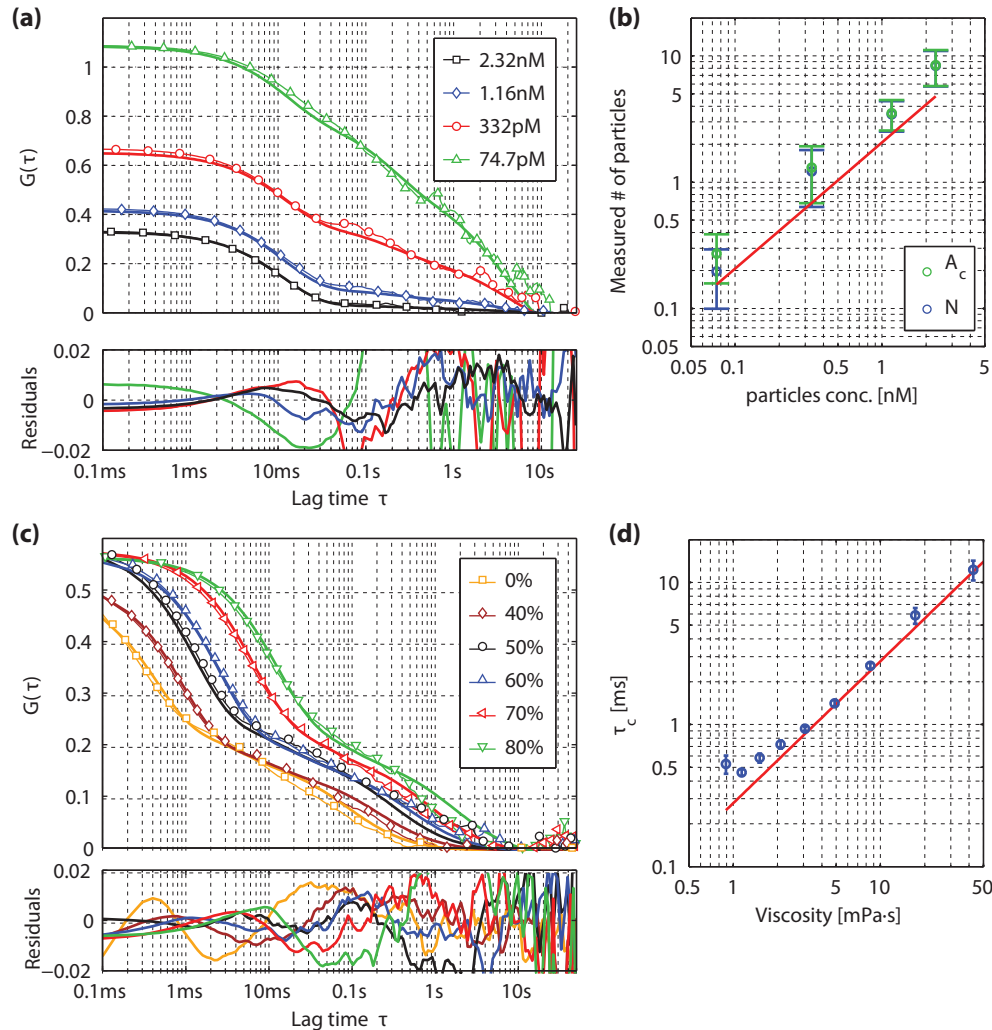 (a)
1
0.8
0.6
0.4
0.2
0
G(τ)
2.32nM
1.16nM
332pM
74.7pM
0.02
0
−0.02
Residuals
0.1ms 1ms 10ms 0.1s 1s 10s
Lag time τ
(b)
10
5
1
0.5
0.1
0.05
Measured # of particles
A_c
N
0.05 0.1 0.5 1 5
particles conc. [nM]
(c)
0.5
0.4
0.3
0.2
0.1
0
G(τ)
0%
40%
50%
60%
70%
80%
0.02
0
−0.02
Residuals
0.1ms 1ms 10ms 0.1s 1s 10s
Lag time τ
(d)
10
5
1
0.5
0.1
τ_c [ms]
0.5 1 5 10 50
Viscosity [mPa·s]